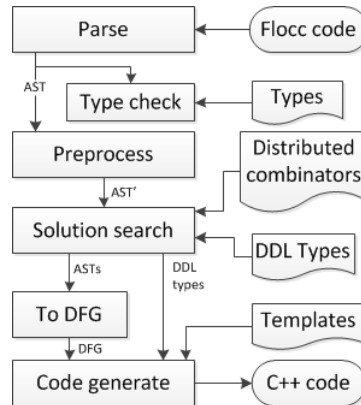 Parse
Flocc code
AST
Type check
Types
Preprocess
Distributed
combinators
AST'
Solution search
DDL Types
ASTs
DDL
types
To DFG
Templates
DFG
Code generate
C++ code